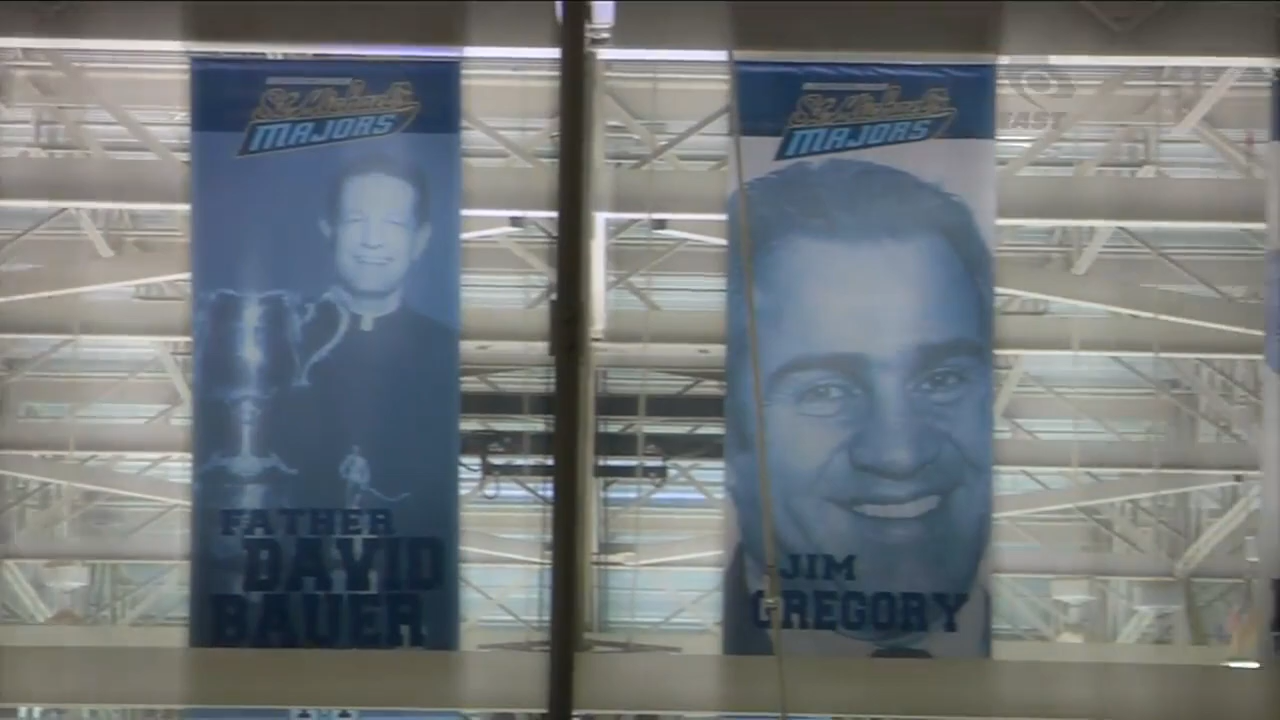 St. Michael's
MAJORS
FATHER
DAVID
BAUER
St. Michael's
MAJORS
JIM
GREGORY